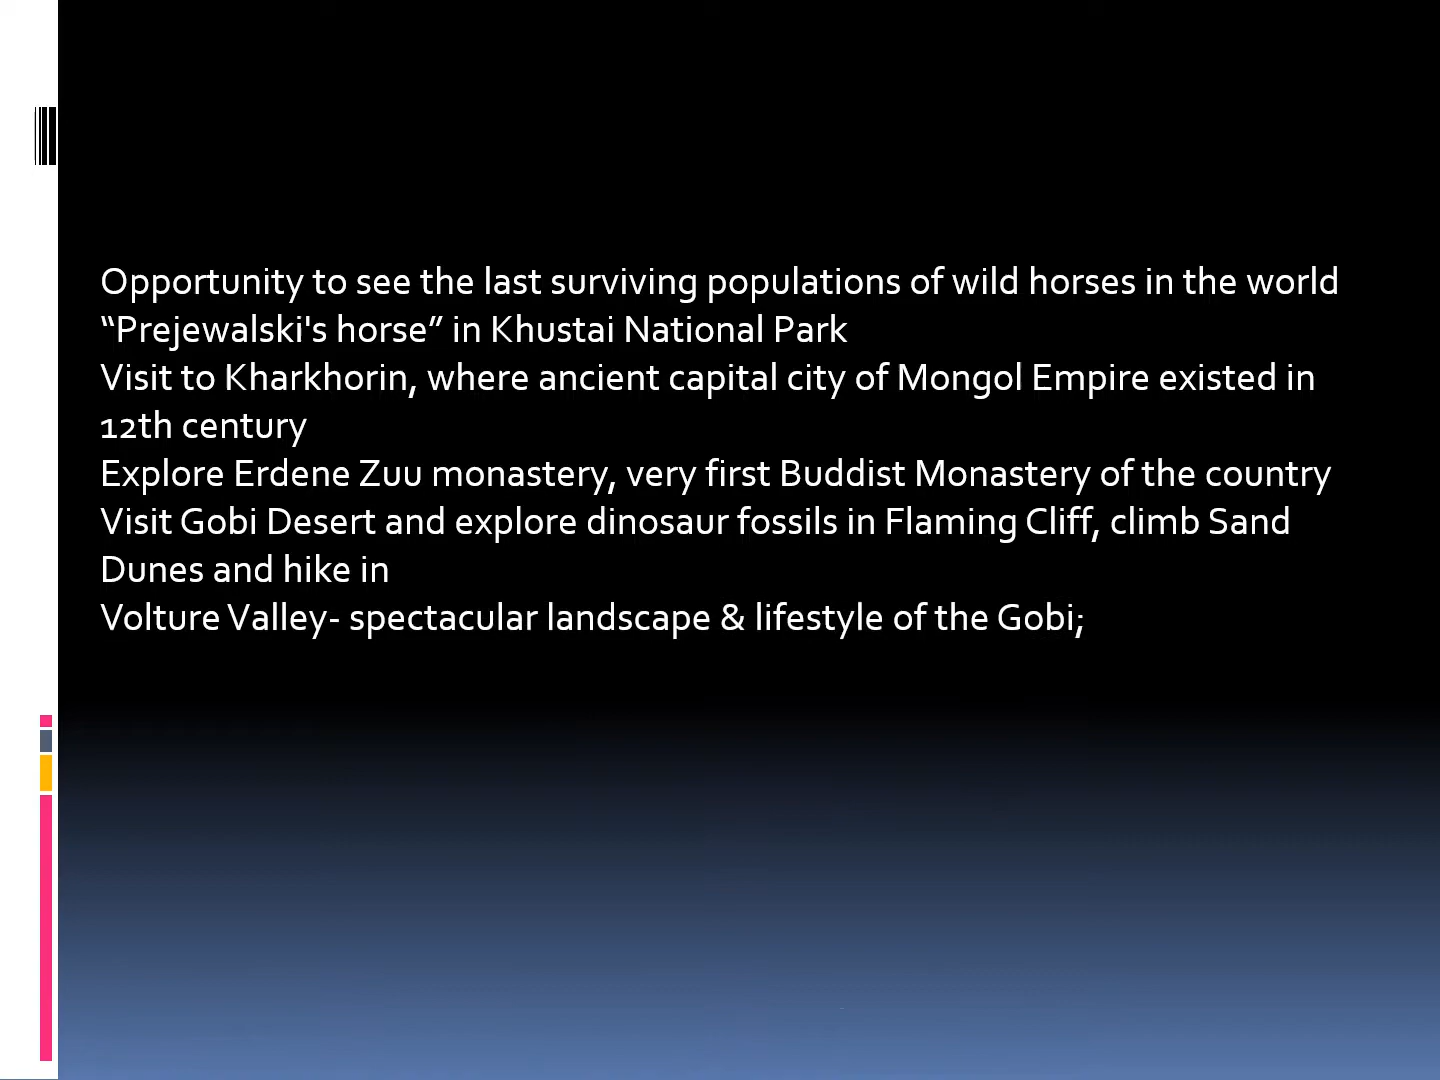 Opportunity to see the last surviving populations of wild horses in the world
“Prejewalski's horse” in Khustai National Park
Visit to Kharkhorin, where ancient capital city of Mongol Empire existed in
12th century
Explore Erdene Zuu monastery, very first Buddist Monastery of the country
Visit Gobi Desert and explore dinosaur fossils in Flaming Cliff, climb Sand
Dunes and hike in
Volture Valley- spectacular landscape & lifestyle of the Gobi;